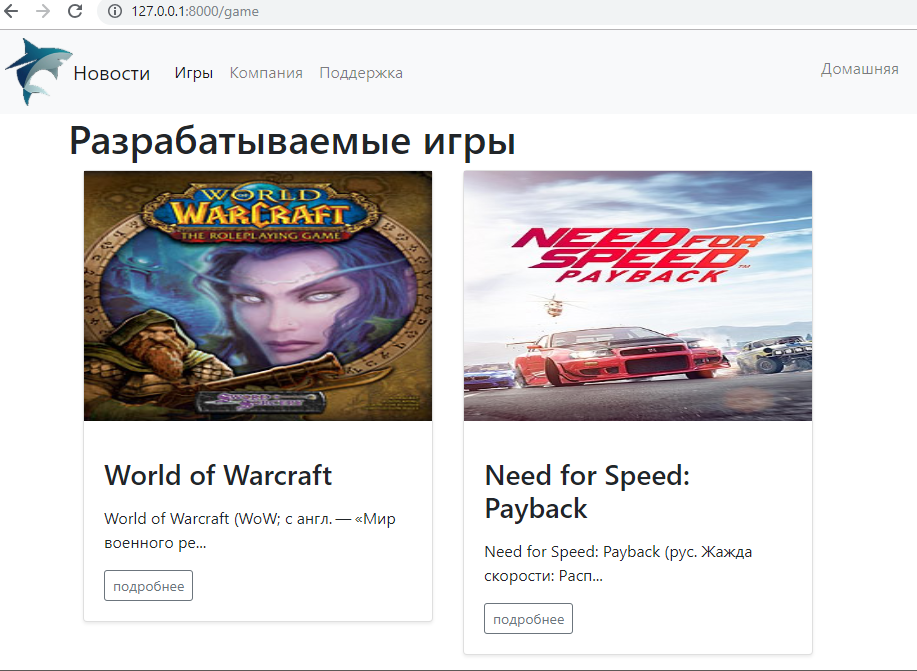 127.0.0.1:8000/game
Новости Игры Компания Поддержка Домашняя
Разрабатываемые игры
WORLD
OF
WARCRAFT
THE ROLEPLAYING GAME
SWORD & SORCERY
NEED FOR
SPEED
PAYBACK
World of Warcraft
World of Warcraft (WoW; с англ. — «Мир
военного ре...
подробнее
Need for Speed:
Payback
Need for Speed: Payback (рус. Жажда
скорости: Расп...
подробнее